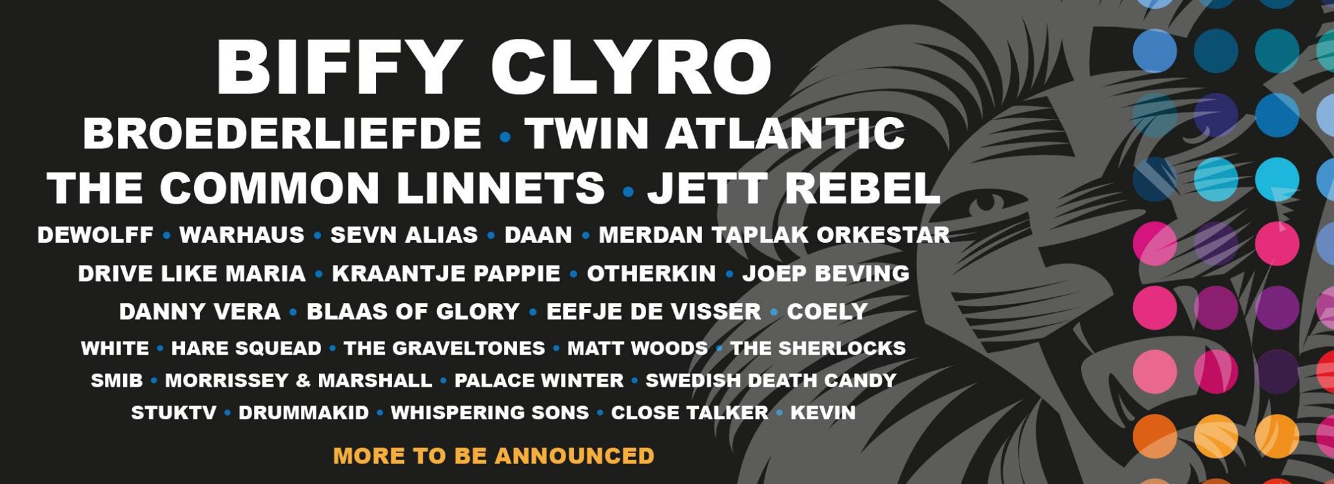 BIFFY CLYRO
BROEDERLIEFDE • TWIN ATLANTIC
THE COMMON LINNETS • JETT REBEL
DEWOLFF • WARHAUS • SEVN ALIAS • DAAN • MERDAN TAPLAK ORKESTAR
DRIVE LIKE MARIA • KRAANTJE PAPPIE • OTHERKIN • JOEP BEVING
DANNY VERA • BLAAS OF GLORY • EEFJE DE VISSER • COELY
WHITE • HARE SQUEAD • THE GRAVELTONES • MATT WOODS • THE SHERLOCKS
SMIB • MORRISSEY & MARSHALL • PALACE WINTER • SWEDISH DEATH CANDY
STUKTV • DRUMMAKID • WHISPERING SONS • CLOSE TALKER • KEVIN
MORE TO BE ANNOUNCED